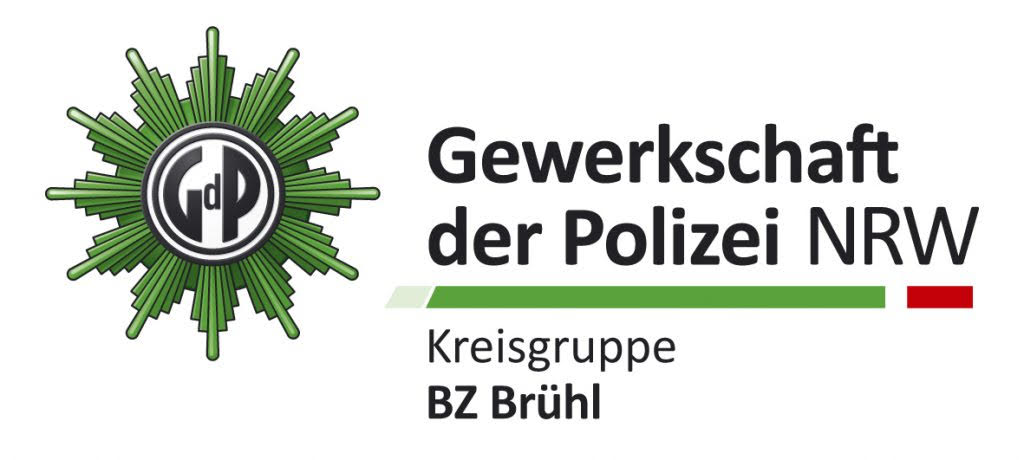 GdP
Gewerkschaft
der Polizei NRW
Kreisgruppe
BZ Brühl